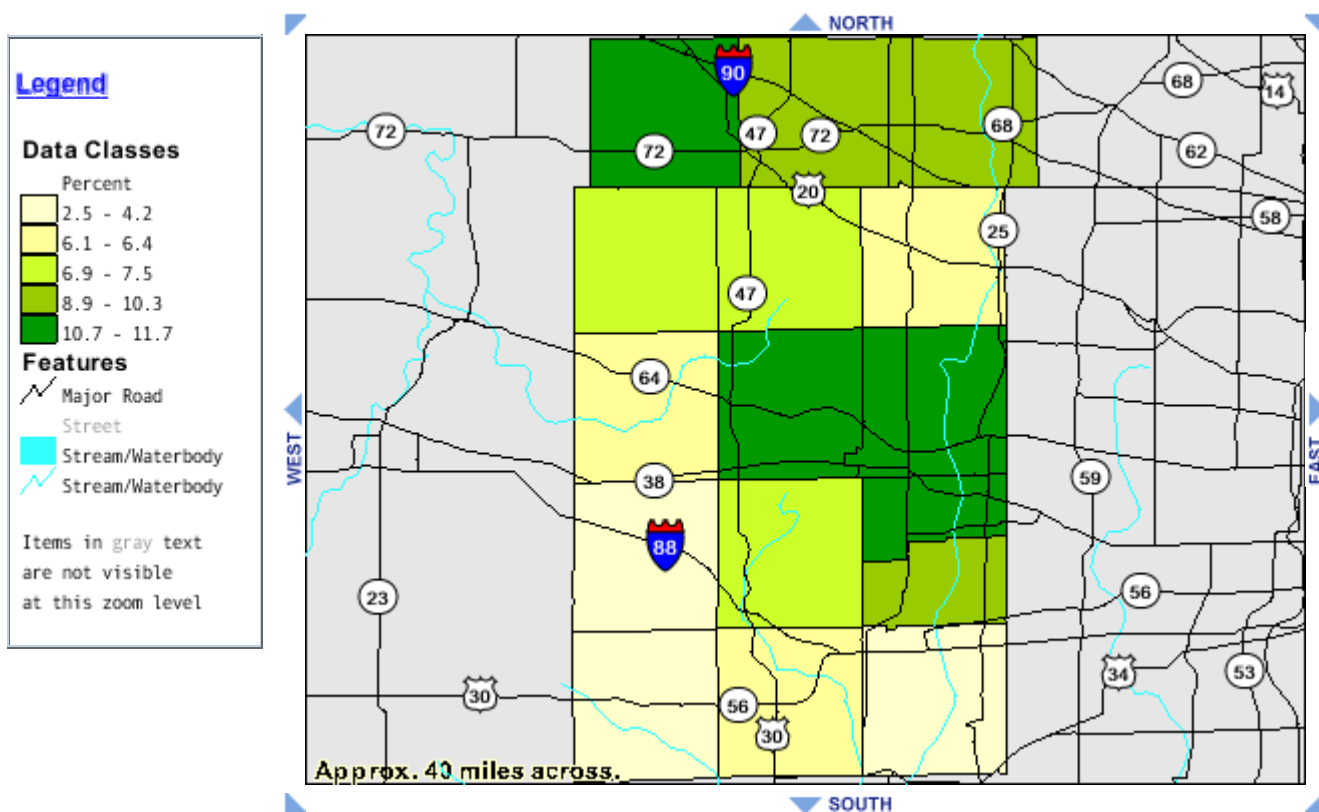 NORTH
Legend
Data Classes
Percent
2.5 - 4.2
6.1 - 6.4
6.9 - 7.5
8.9 - 10.3
10.7 - 11.7
Features
Major Road
Street
Stream/Waterbody
Stream/Waterbody
Items in gray text
are not visible
at this zoom level
WEST
EAST
90
68
14
72
47
72
68
72
62
20
58
25
47
64
38
59
88
23
56
34
53
30
56
30
Approx. 40 miles across.
SOUTH